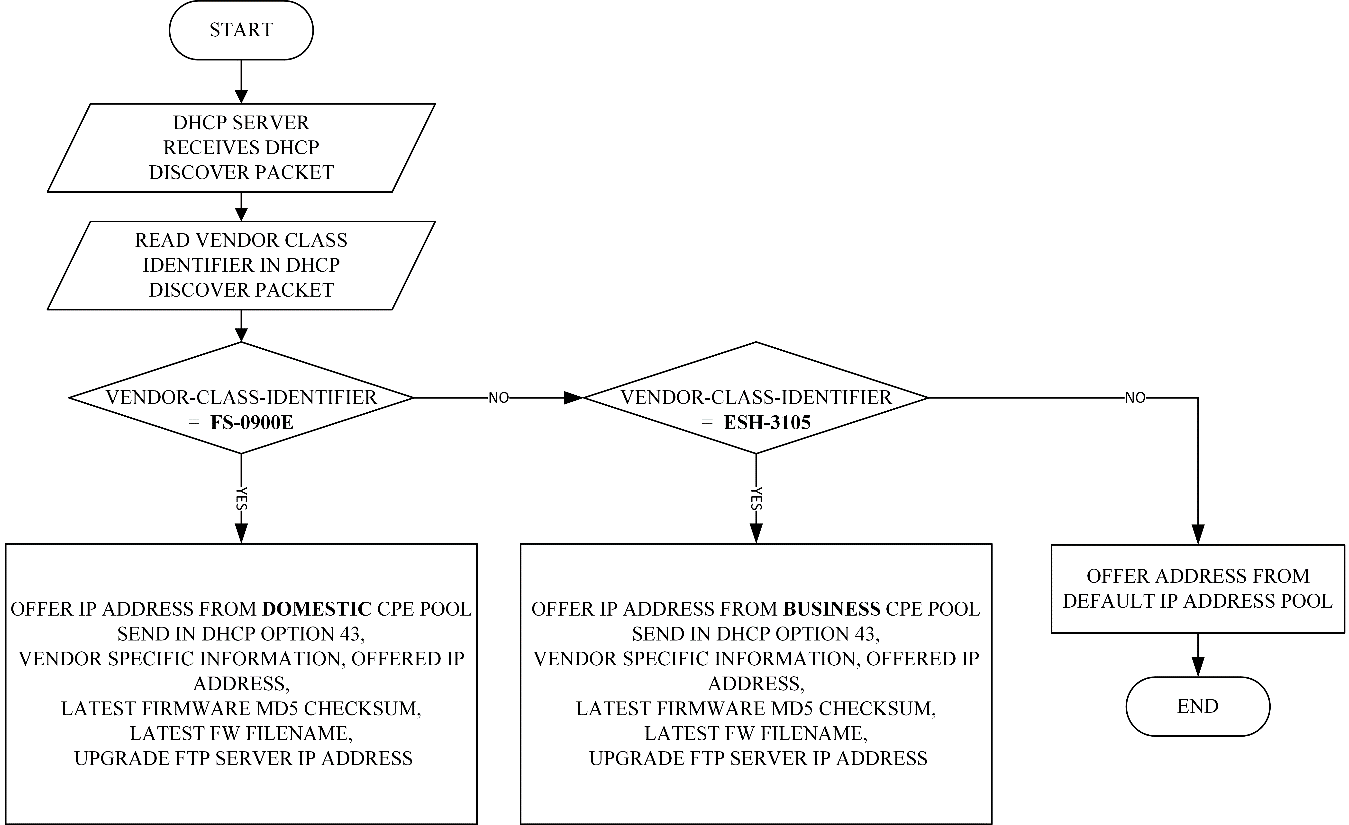 START
DHCP SERVER
RECEIVES DHCP
DISCOVER PACKET
READ VENDOR CLASS
IDENTIFIER IN DHCP
DISCOVER PACKET
VENDOR-CLASS-IDENTIFIER
= FS-0900E
NO
VENDOR-CLASS-IDENTIFIER
= ESH-3105
NO
YES
YES
OFFER IP ADDRESS FROM DOMESTIC CPE POOL
SEND IN DHCP OPTION 43,
VENDOR SPECIFIC INFORMATION, OFFERED IP
ADDRESS,
LATEST FIRMWARE MD5 CHECKSUM,
LATEST FW FILENAME,
UPGRADE FTP SERVER IP ADDRESS
OFFER IP ADDRESS FROM BUSINESS CPE POOL
SEND IN DHCP OPTION 43,
VENDOR SPECIFIC INFORMATION, OFFERED IP
ADDRESS,
LATEST FIRMWARE MD5 CHECKSUM,
LATEST FW FILENAME,
UPGRADE FTP SERVER IP ADDRESS
OFFER ADDRESS FROM
DEFAULT IP ADDRESS POOL
END